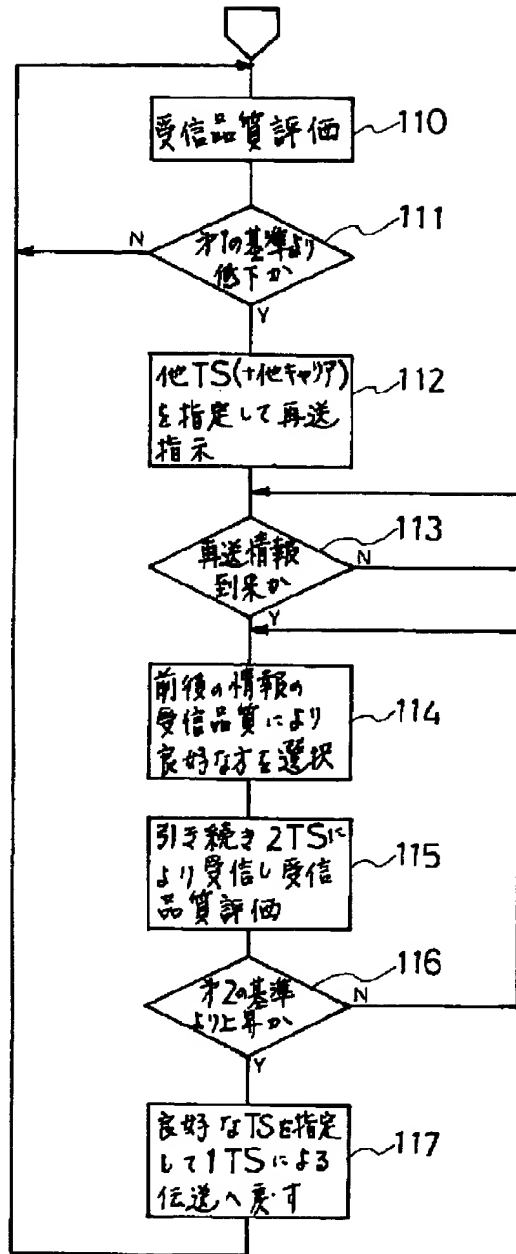 受信品質評価
110
111
N
才1の基準より
低下か
Y
他TS(+他キャリア)
を指定して再送
指示
112
113
再送情報
到来か
N
Y
前後の情報の
受信品質により
良好な方を選択
114
引き続き2TSに
より受信し受信
品質評価
115
116
才2の基準
より上昇か
N
Y
良好なTSを指定
して1TSによる
伝送へ戻す
117